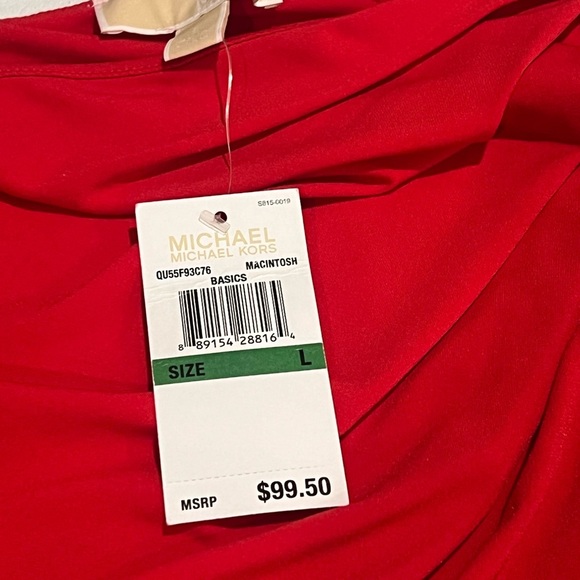 S815-0019
MICHAEL
MICHAEL KORS
QU55F93C76 MACINTOSH
BASICS
8 89154 28816 4
SIZE L
MSRP $99.50